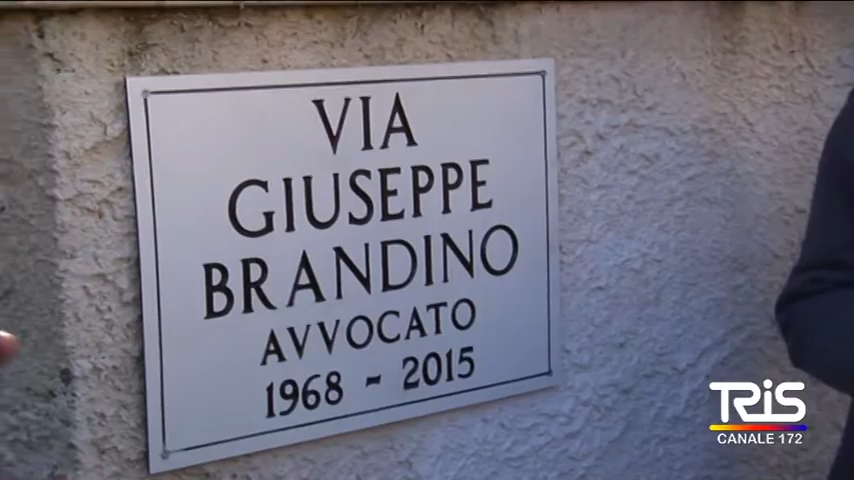 VIA
GIUSEPPE
BRANDINO
AVVOCATO
1968 - 2015
TRIS
CANALE 172